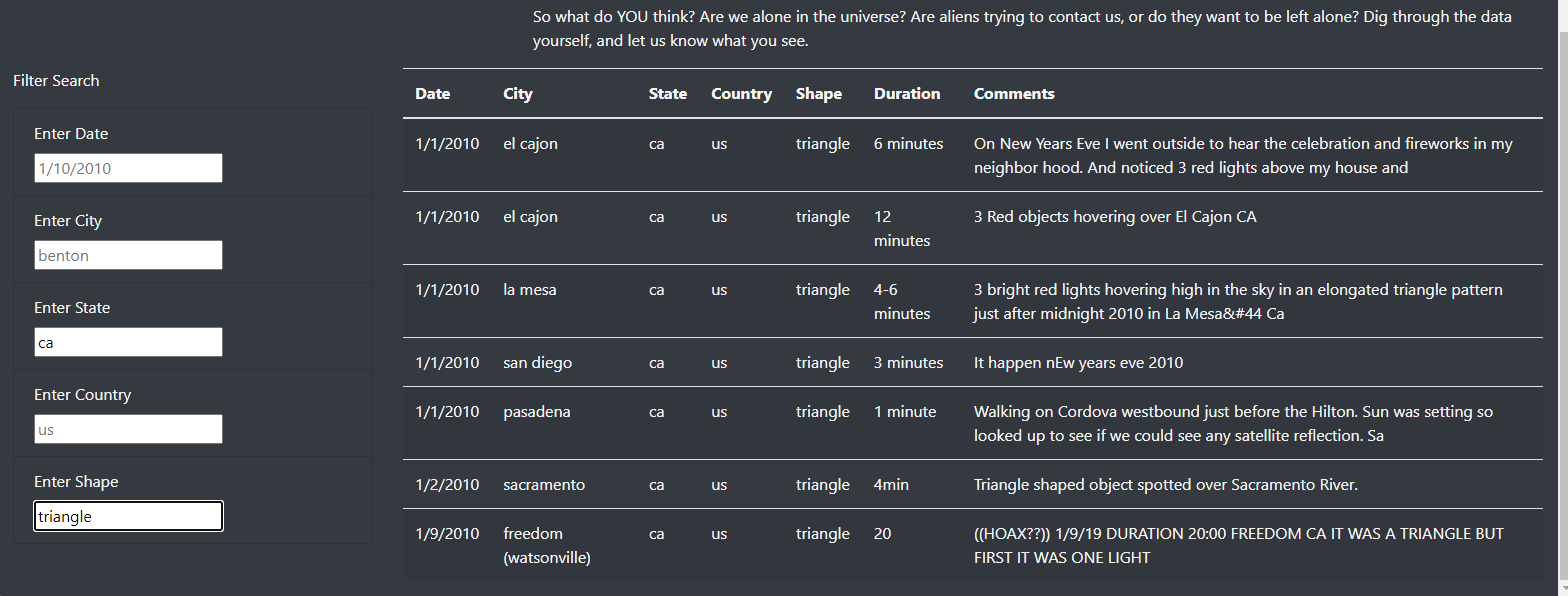 So what do YOU think? Are we alone in the universe? Are aliens trying to contact us, or do they want to be left alone? Dig through the data
yourself, and let us know what you see.
Filter Search
Enter Date
1/10/2010
Enter City
benton
Enter State
ca
Enter Country
us
Enter Shape
triangle
Date City State Country Shape Duration Comments
1/1/2010 el cajon ca us triangle 6 minutes On New Years Eve I went outside to hear the celebration and fireworks in my
neighbor hood. And noticed 3 red lights above my house and
1/1/2010 el cajon ca us triangle 12 3 Red objects hovering over El Cajon CA
minutes
1/1/2010 la mesa ca us triangle 4-6 3 bright red lights hovering high in the sky in an elongated triangle pattern
minutes just after midnight 2010 in La Mesa&#44 Ca
1/1/2010 san diego ca us triangle 3 minutes It happen nEw years eve 2010
1/1/2010 pasadena ca us triangle 1 minute Walking on Cordova westbound just before the Hilton. Sun was setting so
looked up to see if we could see any satellite reflection. Sa
1/2/2010 sacramento ca us triangle 4min Triangle shaped object spotted over Sacramento River.
1/9/2010 freedom ca us triangle 20 ((HOAX??)) 1/9/19 DURATION 20:00 FREEDOM CA IT WAS A TRIANGLE BUT
(watsonville) FIRST IT WAS ONE LIGHT